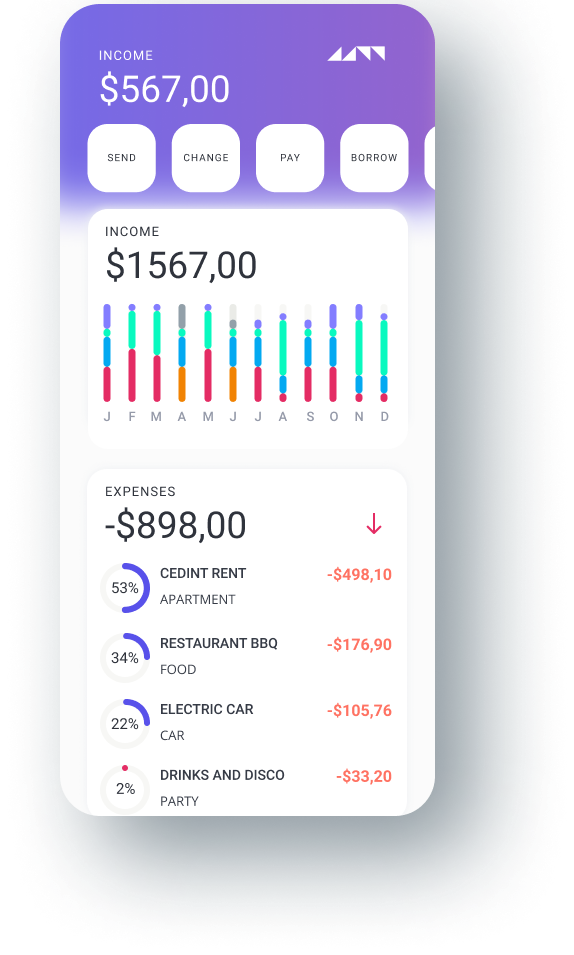 INCOME
$567,00
SEND CHANGE PAY BORROW
INCOME
$1567,00
J F M A M J J A S O N D
EXPENSES
-$898,00
53% CEDINT RENT -$498,10
APARTMENT
34% RESTAURANT BBQ -$176,90
FOOD
22% ELECTRIC CAR -$105,76
CAR
2% DRINKS AND DISCO -$33,20
PARTY